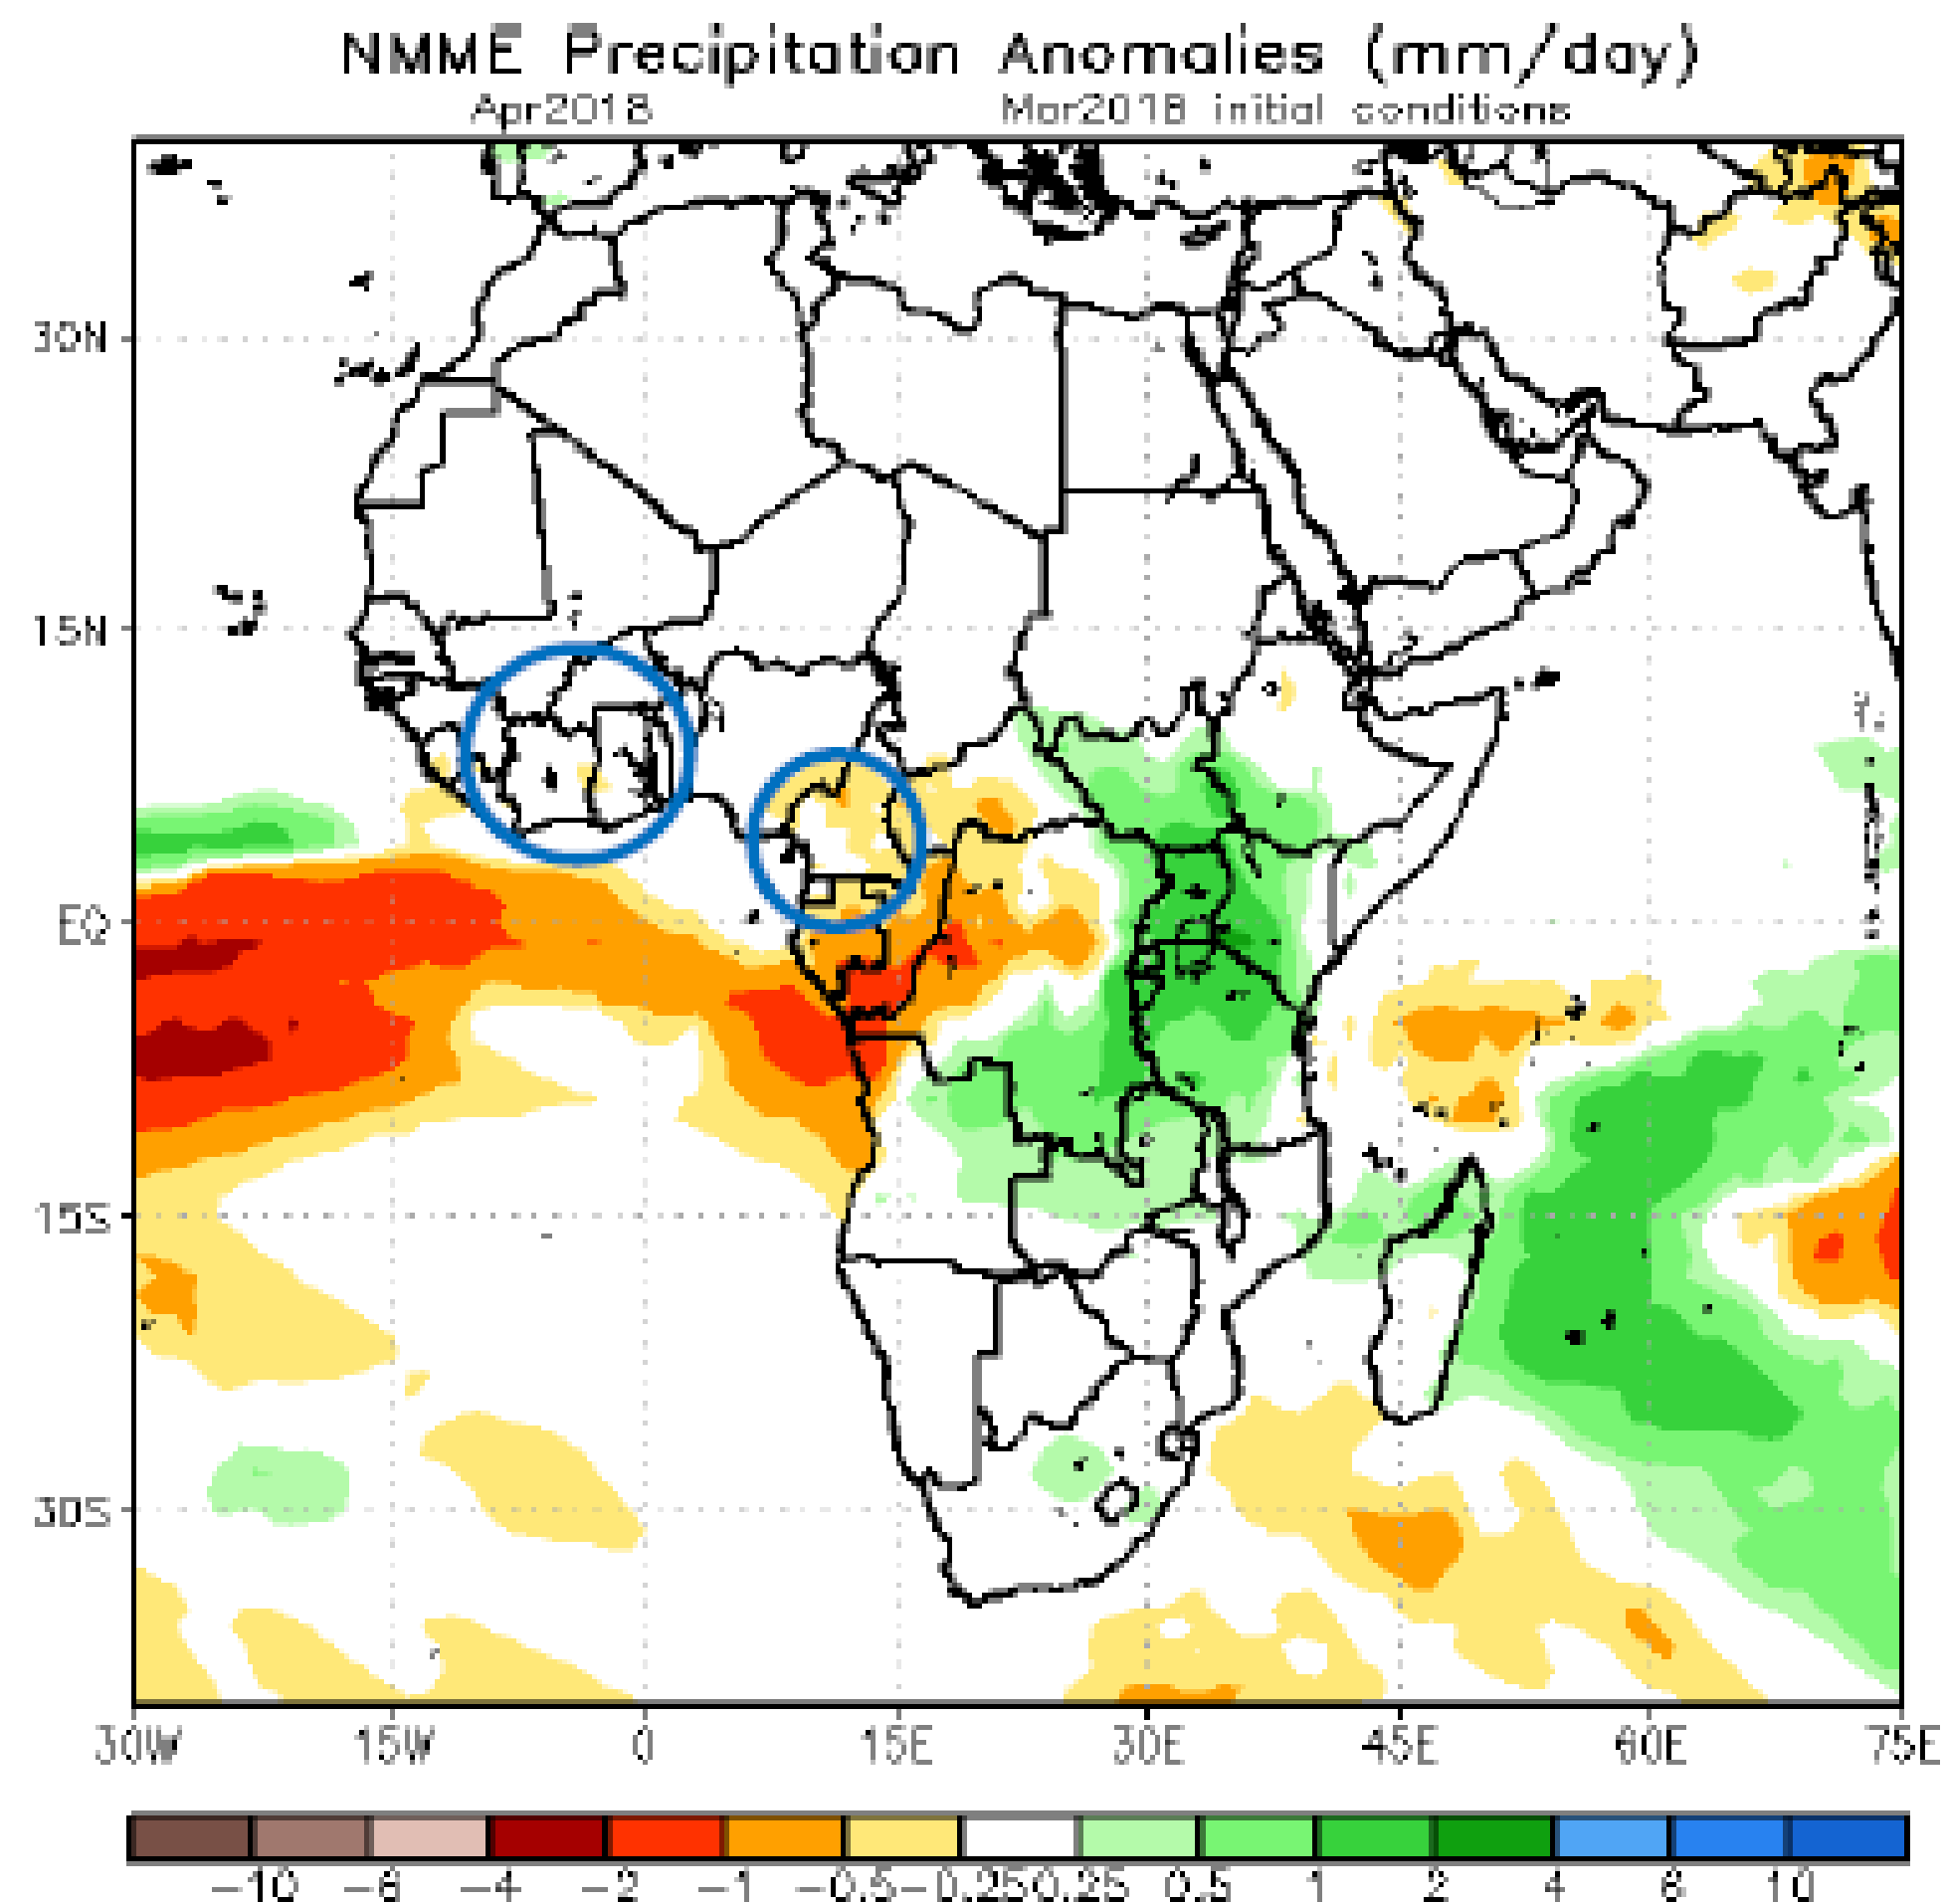 NMME Precipitation Anomalies (mm/day)
Apr2018 Mar2018 initial conditions
30N
15N
EQ
15S
30S
30W 15W 0 15E 30E 45E 60E 75E
-10 -6 -4 -2 -1 -0.5 -0.25 0.25 0.5 1 2 4 6 10